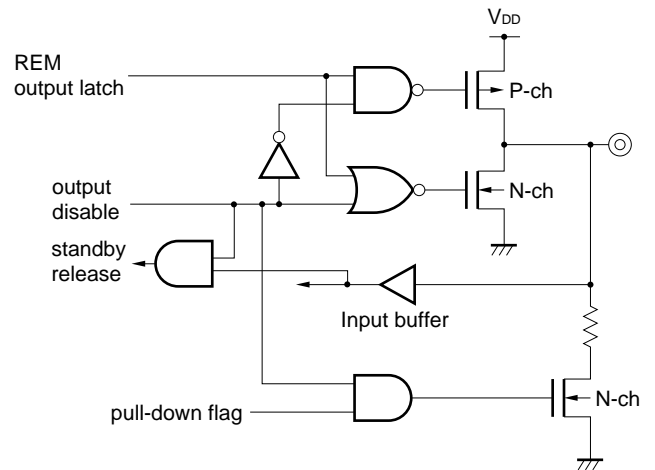 VDD
REM
output latch
P-ch
output
disable
N-ch
standby
release
Input buffer
pull-down flag
N-ch